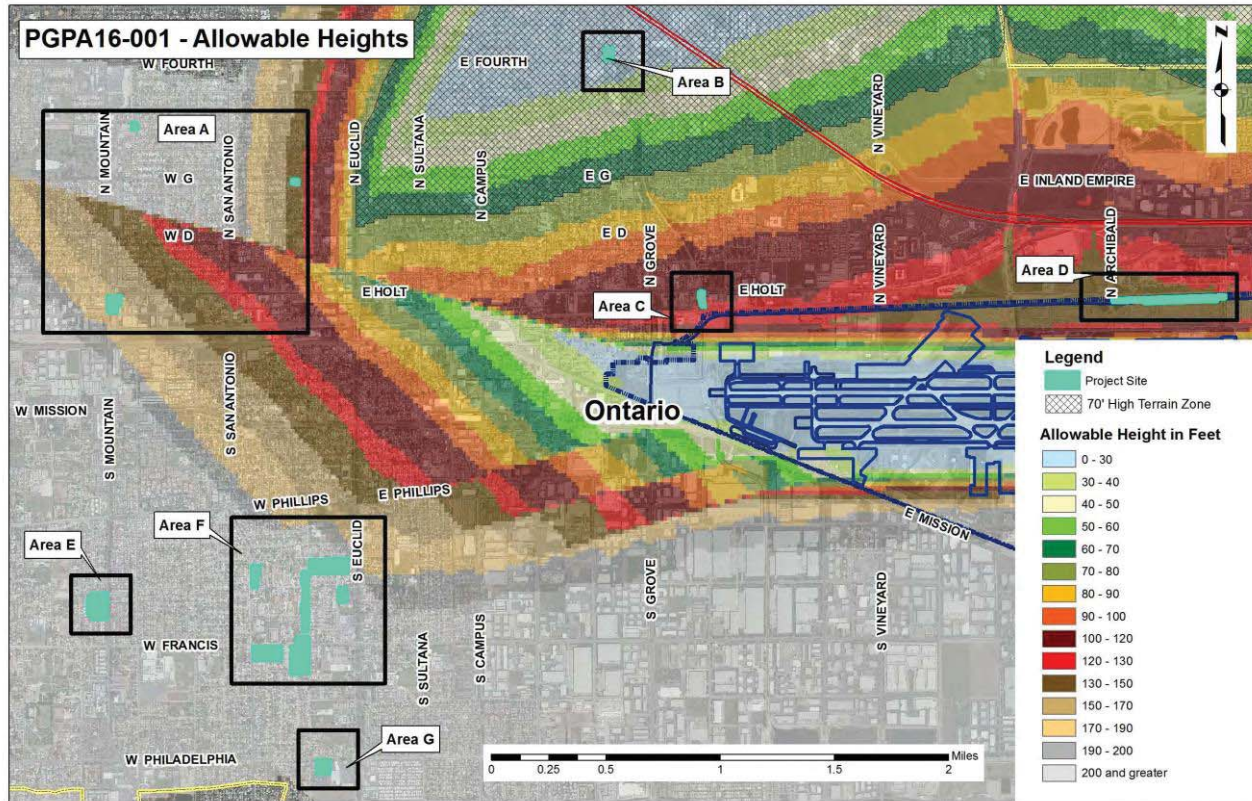 PGPA16-001 - Allowable Heights
W FOURTH
E FOURTH
Area B
Area A
N MOUNTAIN
N SAN ANTONIO
N EUCLID
N SULTANA
N CAMPUS
N VINEYARD
W G
E G
E INLAND EMPIRE
W D
E D
N GROVE
N VINEYARD
N ARCHIBALD
Area D
E HOLT
Area C
E HOLT
Ontario
W MISSION
S MOUNTAIN
S SAN ANTONIO
W PHILLIPS
E PHILLIPS
E MISSION
Area F
S EUCLID
Area E
S GROVE
S VINEYARD
W FRANCIS
S SULTANA
S CAMPUS
Area G
W PHILADELPHIA
Miles
0 0.25 0.5 1 1.5 2
Z
Legend
Project Site
70' High Terrain Zone
Allowable Height in Feet
0 - 30
30 - 40
40 - 50
50 - 60
60 - 70
70 - 80
80 - 90
90 - 100
100 - 120
120 - 130
130 - 150
150 - 170
170 - 190
190 - 200
200 and greater